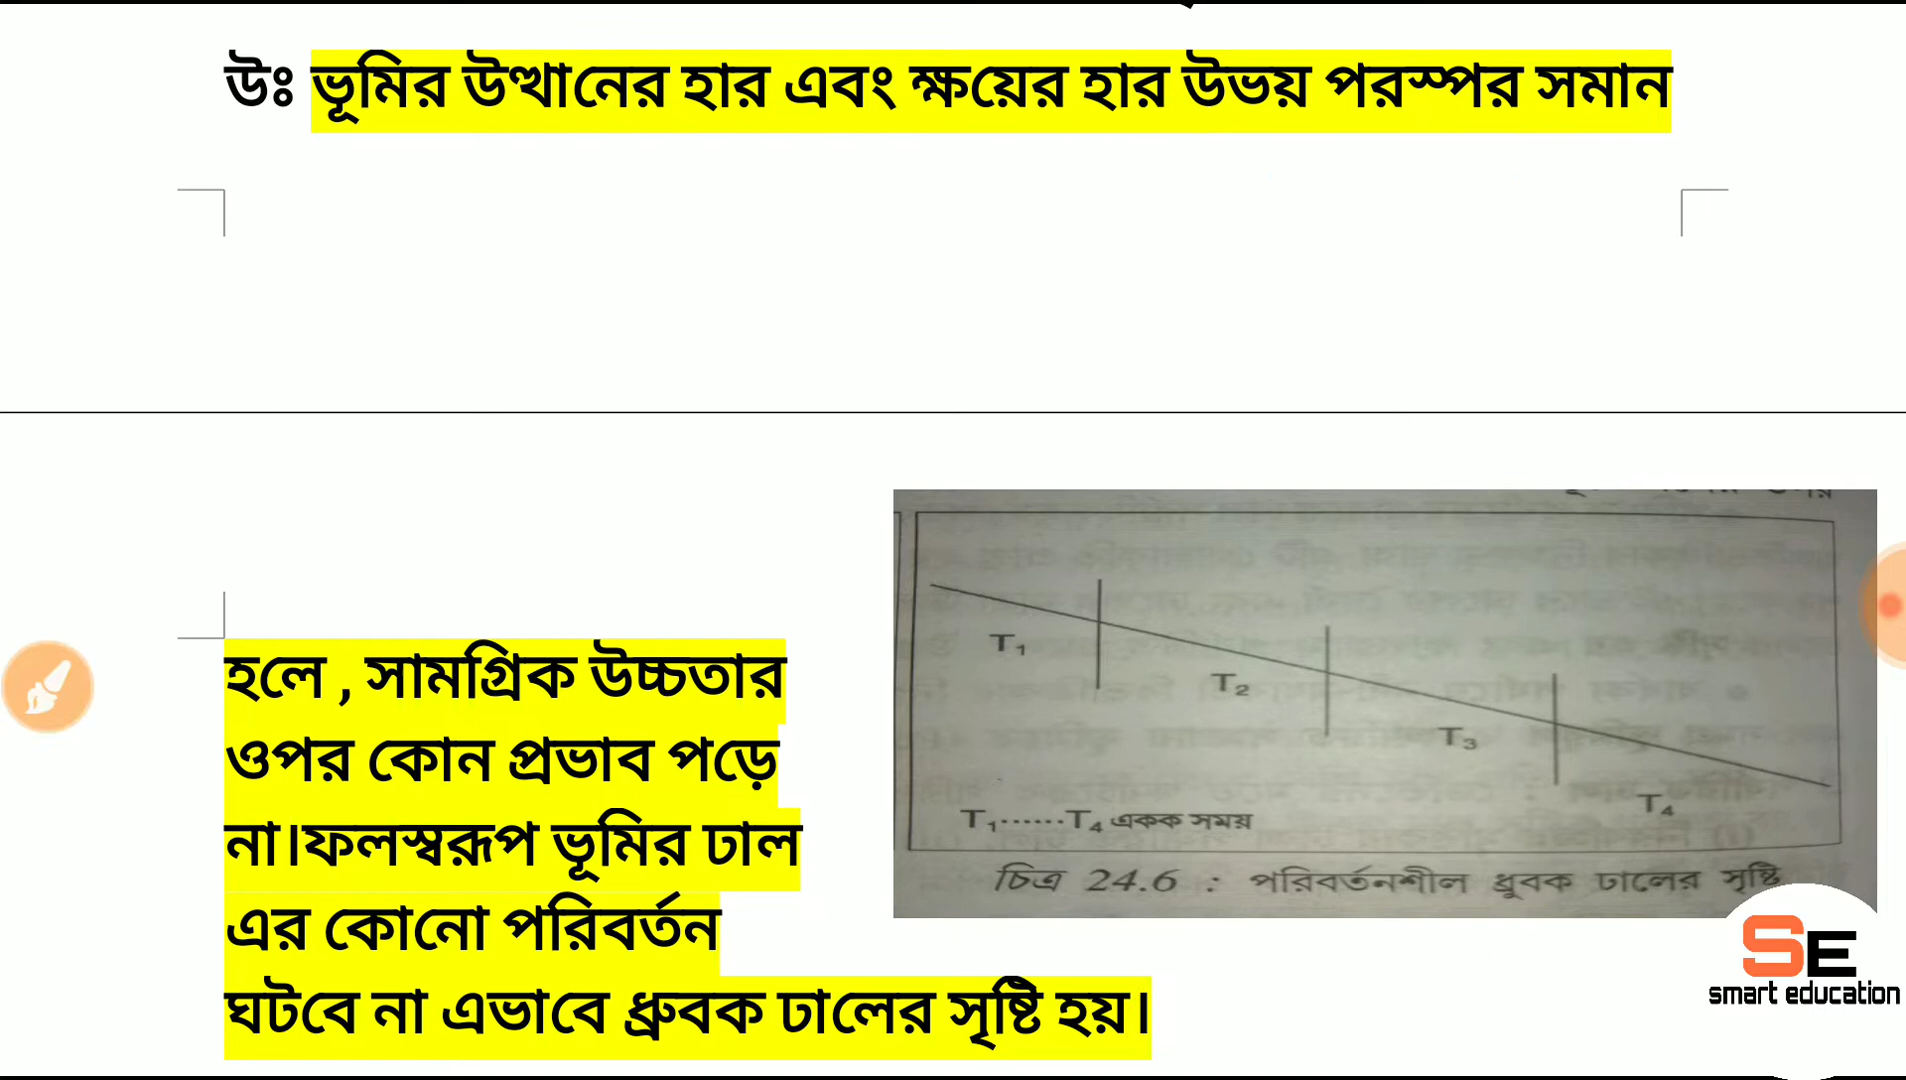 উঃ ভূমির উত্থানের হার এবং ক্ষয়ের হার উভয় পরস্পর সমান
হলে , সামগ্রিক উচ্চতার
ওপর কোন প্রভাব পড়ে
না।ফলস্বরূপ ভূমির ঢাল
এর কোনো পরিবর্তন
ঘটবে না এভাবে ধ্রুবক ঢালের সৃষ্টি হয়।
T₁
T₂
T₃
T₄
T₁······T₄ একক সময়
চিত্র 24.6 : পরিবর্তনশীল ধ্রুবক ঢালের সৃষ্টি
SE
smart education